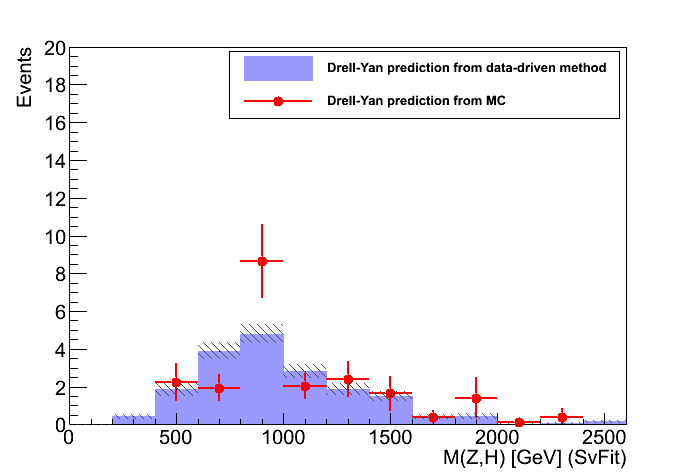 Events
20
18
16
14
12
10
8
6
4
2
0
Drell-Yan prediction from data-driven method
Drell-Yan prediction from MC
0 500 1000 1500 2000 2500
M(Z,H) [GeV] (SvFit)